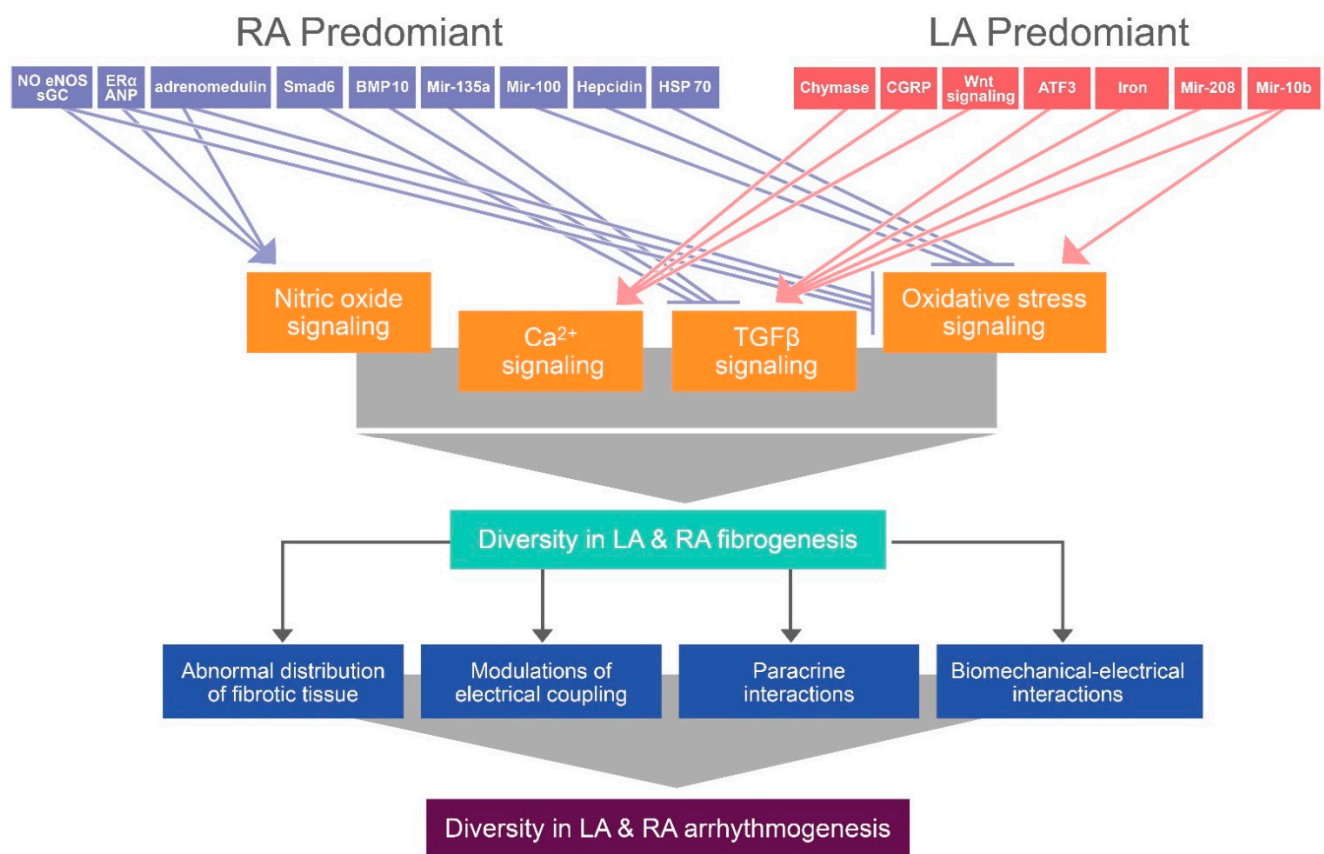 RA Predomiant
LA Predomiant
NO eNOS
sGC
ERα
ANP
adrenomedulin
Smad6
BMP10
Mir-135a
Mir-100
Hepcidin
HSP 70
Chymase
CGRP
Wnt
signaling
ATF3
Iron
Mir-208
Mir-10b
Nitric oxide
signaling
Ca²⁺
signaling
TGFβ
signaling
Oxidative stress
signaling
Diversity in LA & RA fibrogenesis
Abnormal distribution
of fibrotic tissue
Modulations of
electrical coupling
Paracrine
interactions
Biomechanical-electrical
interactions
Diversity in LA & RA arrhythmogenesis